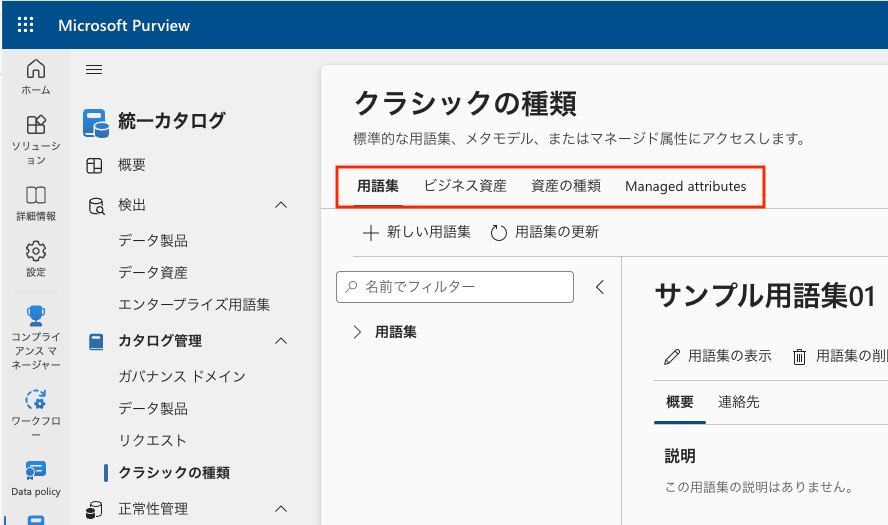 Microsoft Purview
ホーム
ソリューシ
ョン
詳細情報
設定
コンプライ
アンス マ
ネージャー
ワークフロ
ー
Data policy
統一カタログ
概要
検出
データ製品
データ資産
エンタープライズ用語集
カタログ管理
ガバナンス ドメイン
データ製品
リクエスト
クラシックの種類
正常性管理
クラシックの種類
標準的な用語集、メタモデル、またはマネージド属性にアクセスします。
用語集 ビジネス資産 資産の種類 Managed attributes
新しい用語集 用語集の更新
名前でフィルター
用語集
サンプル用語集01
用語集の表示 用語集の削
概要 連絡先
説明
この用語集の説明はありません。